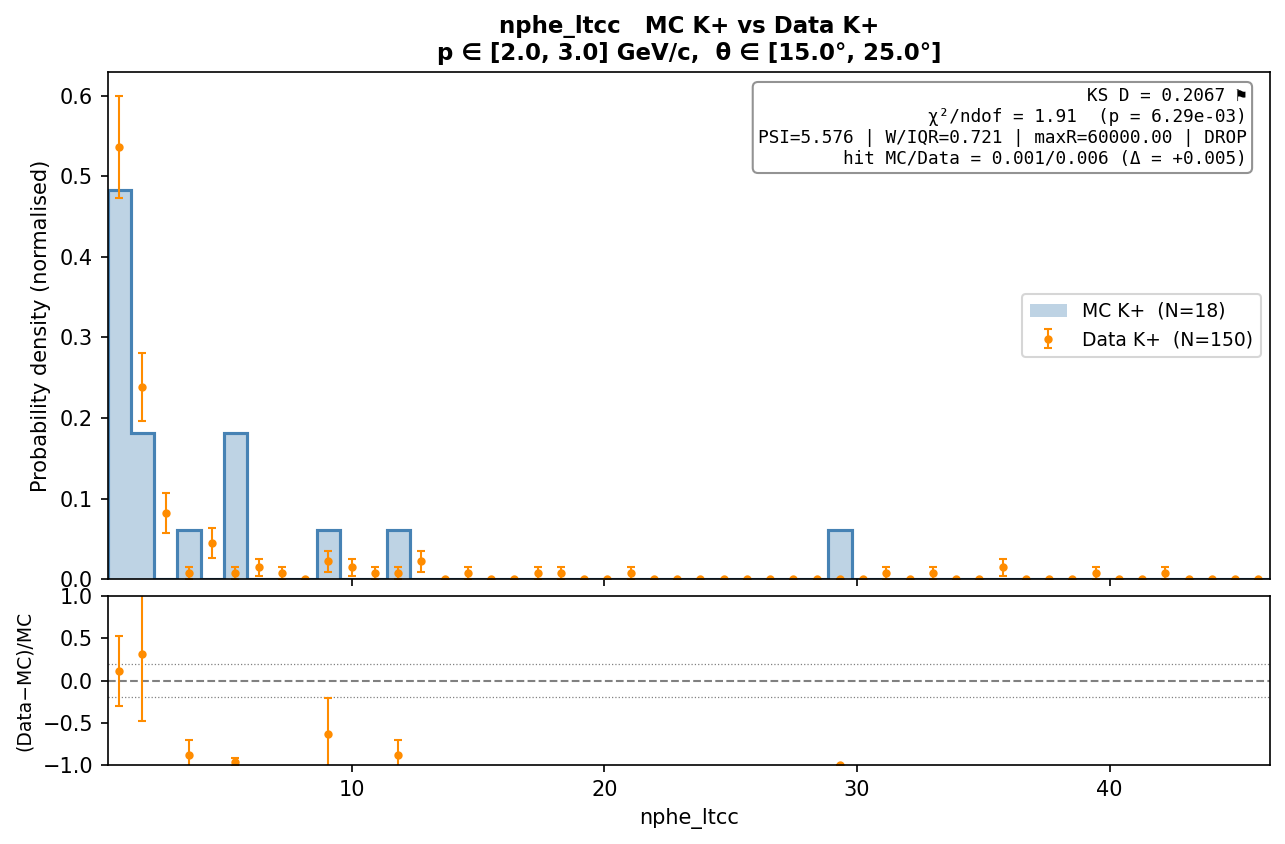 nphe_ltcc   MC K+ vs Data K+
p ∈ [2.0, 3.0] GeV/c,  θ ∈ [15.0°, 25.0°]
Probability density (normalised)
0.6
0.5
0.4
0.3
0.2
0.1
0.0
KS D = 0.2067 ⚑
χ²/ndof = 1.91  (p = 6.29e-03)
PSI=5.576 | W/IQR=0.721 | maxR=60000.00 | DROP
hit MC/Data = 0.001/0.006 (Δ = +0.005)
MC K+  (N=18)
Data K+  (N=150)
(Data−MC)/MC
1.0
0.5
0.0
−0.5
−1.0
10
20
30
40
nphe_ltcc